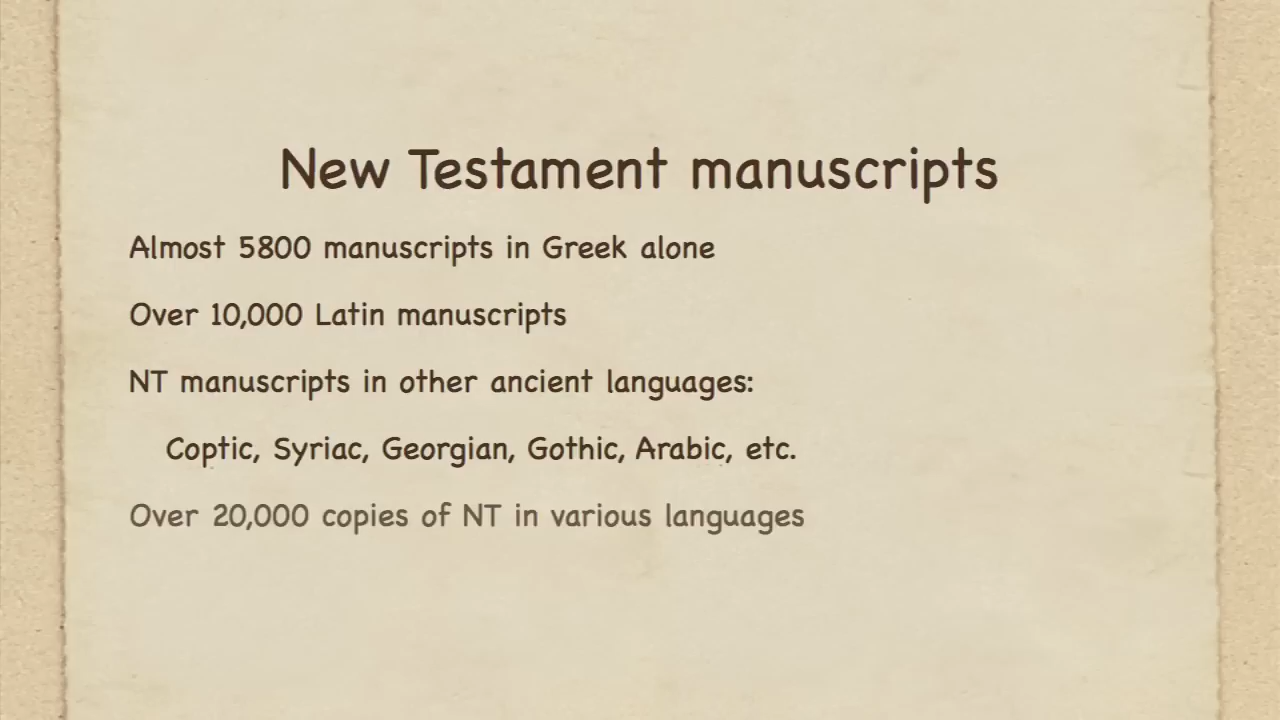 New Testament manuscripts
Almost 5800 manuscripts in Greek alone
Over 10,000 Latin manuscripts
NT manuscripts in other ancient languages:
Coptic, Syriac, Georgian, Gothic, Arabic, etc.
Over 20,000 copies of NT in various languages